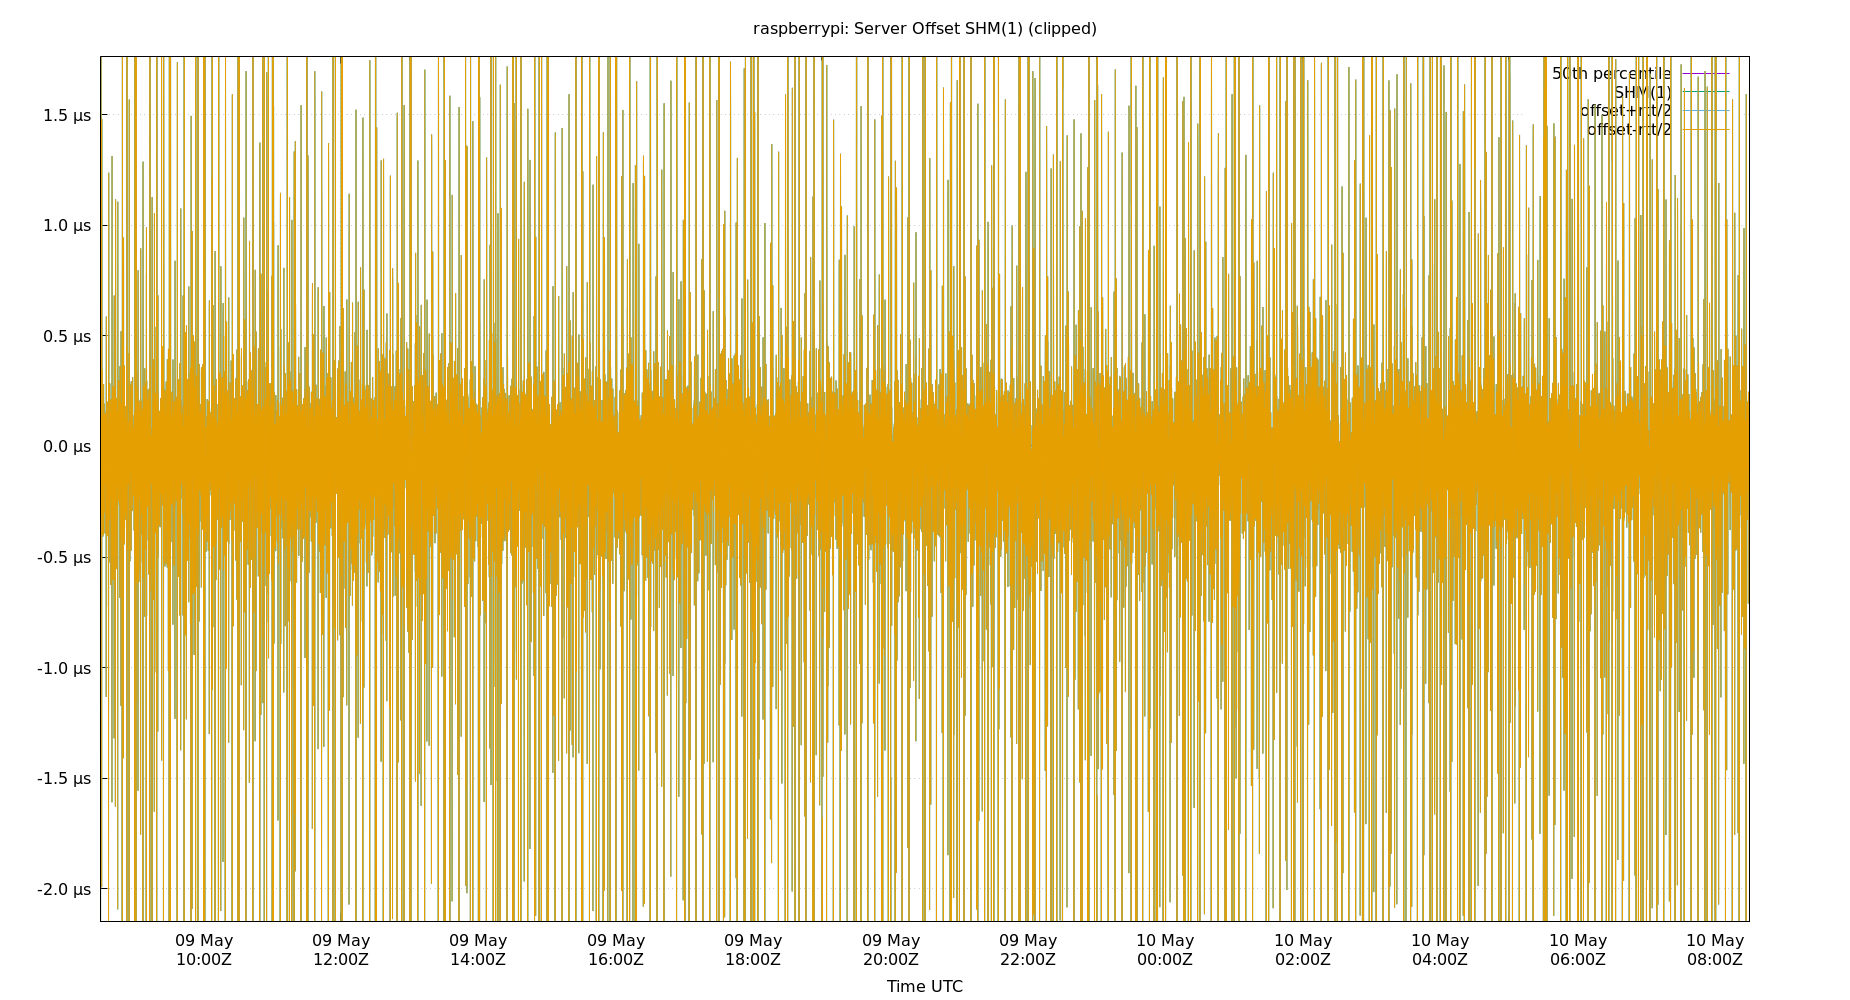 raspberrypi: Server Offset SHM(1) (clipped)
50th percentile
SHM(1)
offset+rtt/2
offset-rtt/2
1.5 μs
1.0 μs
0.5 μs
0.0 μs
-0.5 μs
-1.0 μs
-1.5 μs
-2.0 μs
09 May 09 May 09 May 09 May 09 May 09 May 09 May 10 May 10 May 10 May 10 May 10 May
10:00Z 12:00Z 14:00Z 16:00Z 18:00Z 20:00Z 22:00Z 00:00Z 02:00Z 04:00Z 06:00Z 08:00Z
Time UTC